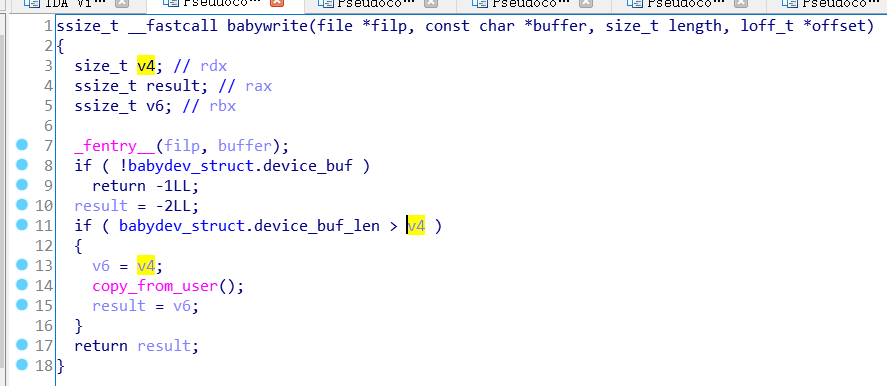 IDA Vi⋯ Pseudoco⋯ Pseudoco⋯ Pseudoco⋯ Pseudoco⋯ Pseudo
1 ssize_t __fastcall babywrite(file *filp, const char *buffer, size_t length, loff_t *offset)
2 {
3 size_t v4; // rdx
4 ssize_t result; // rax
5 ssize_t v6; // rbx
6
7 _fentry__(filp, buffer);
8 if ( !babydev_struct.device_buf )
9 return -1LL;
10 result = -2LL;
11 if ( babydev_struct.device_buf_len > v4 )
12 {
13 v6 = v4;
14 copy_from_user();
15 result = v6;
16 }
17 return result;
18 }